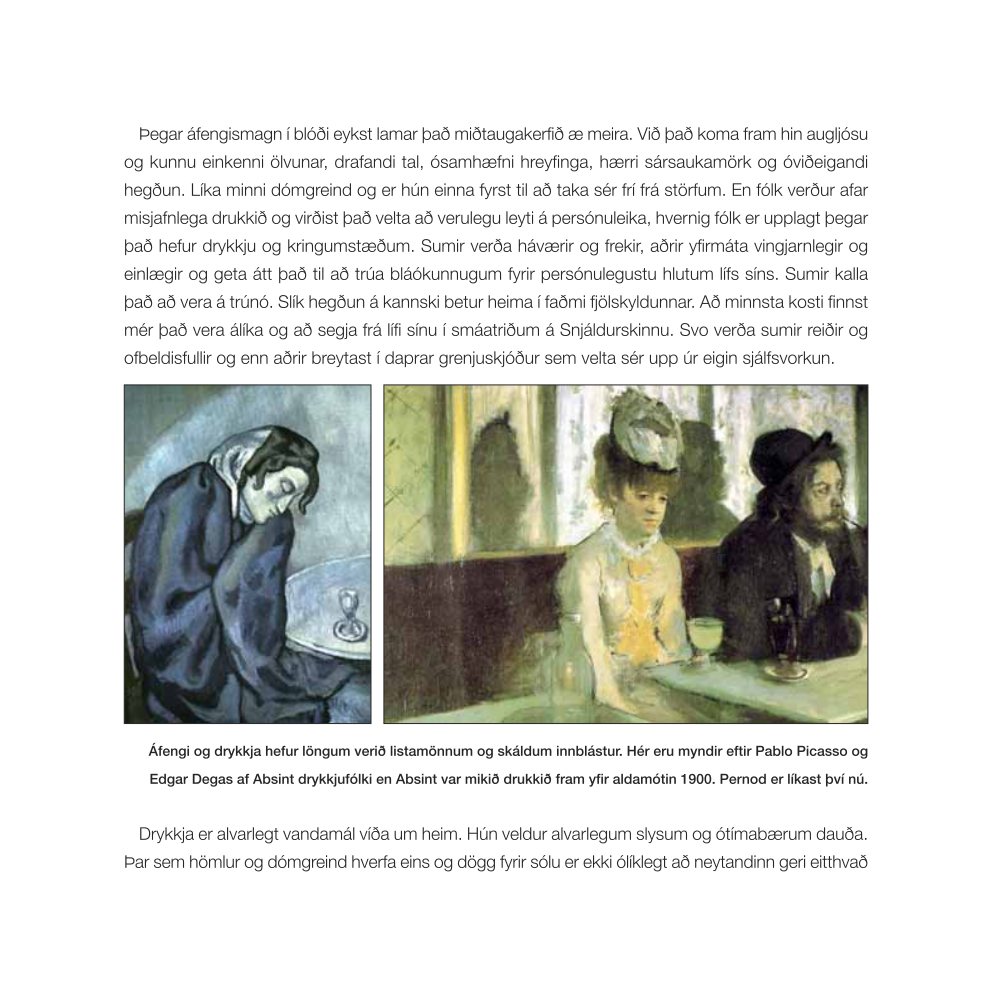 Þegar áfengismagn í blóði eykst lamar það miðtaugakerfið æ meira. Við það koma fram hin augljósu
og kunnu einkenni ölvunar, drafandi tal, ósamhæfni hreyfinga, hærri sársaukamörk og óviðeigandi
hegðun. Líka minni dómgreind og er hún einna fyrst til að taka sér frí frá störfum. En fólk verður afar
misjafnlega drukkið og virðist það velta að verulegu leyti á persónuleika, hvernig fólk er upplagt þegar
það hefur drykkju og kringumstæðum. Sumir verða háværir og frekir, aðrir yfirmáta vingjarnlegir og
einlægir og geta átt það til að trúa bláókunnugum fyrir persónulegustu hlutum lífs síns. Sumir kalla
það að vera á trúnó. Slík hegðun á kannski betur heima í faðmi fjölskyldunnar. Að minnsta kosti finnst
mér það vera álíka og að segja frá lífi sínu í smáatriðum á Snjáldurskinnu. Svo verða sumir reiðir og
ofbeldisfullir og enn aðrir breytast í daprar grenjuskjóður sem velta sér upp úr eigin sjálfsvorkun.
Áfengi og drykkja hefur löngum verið listamönnum og skáldum innblástur. Hér eru myndir eftir Pablo Picasso og
Edgar Degas af Absint drykkjufólki en Absint var mikið drukkið fram yfir aldamótin 1900. Pernod er líkast því nú.
Drykkja er alvarlegt vandamál víða um heim. Hún veldur alvarlegum slysum og ótímabærum dauða.
Þar sem hömlur og dómgreind hverfa eins og dögg fyrir sólu er ekki ólíklegt að neytandinn geri eitthvað